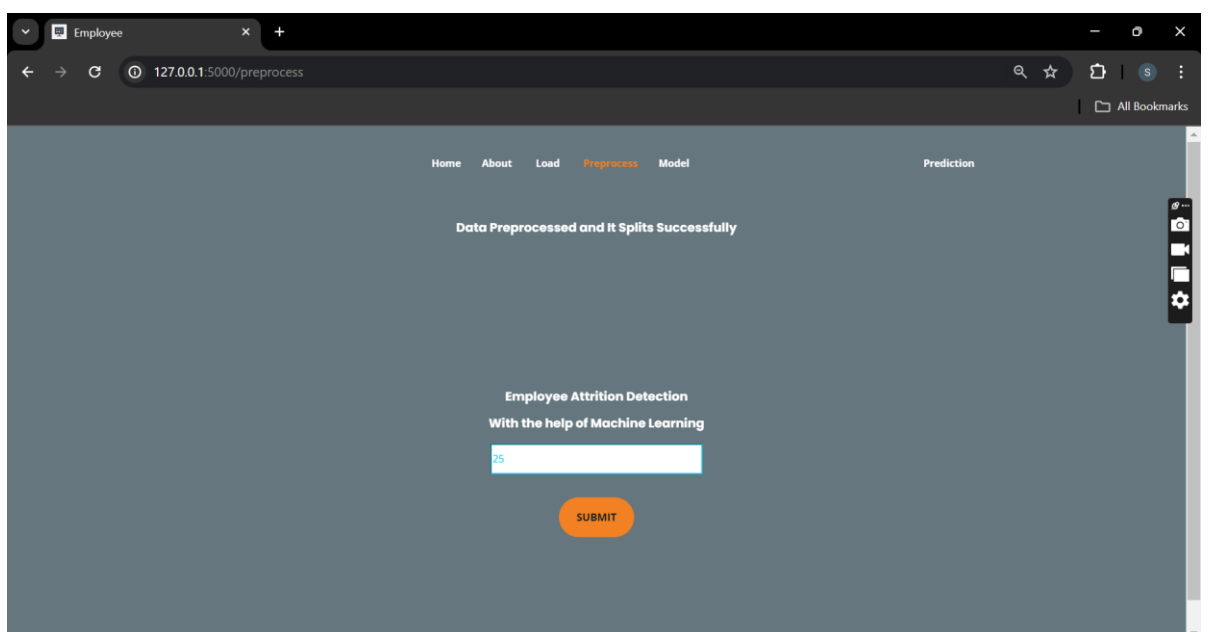 Employee
127.0.0.1:5000/preprocess
S
All Bookmarks
Home About Load Preprocess Model Prediction
Data Preprocessed and It Splits Successfully
Employee Attrition Detection
With the help of Machine Learning
25
SUBMIT